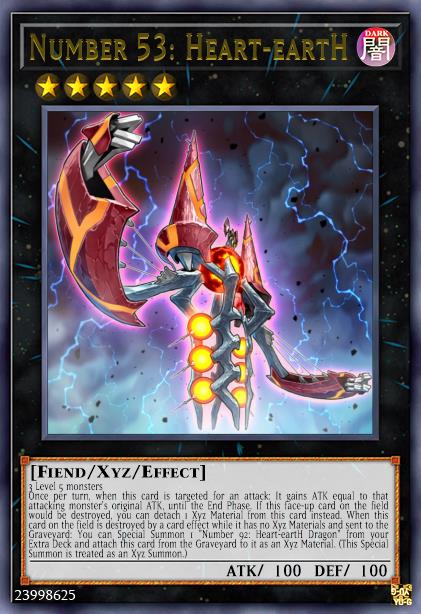 Number 53: Heart-eartH
DARK
闇
[Fiend/Xyz/Effect]
3 Level 5 monsters
Once per turn, when this card is targeted for an attack: It gains ATK equal to that
attacking monster's original ATK, until the End Phase. If this face-up card on the field
would be destroyed, you can detach 1 Xyz Material from this card instead. When this
card on the field is destroyed by a card effect while it has no Xyz Materials and sent to the
Graveyard: You can Special Summon 1 "Number 92: Heart-eartH Dragon" from your
Extra Deck and attach this card from the Graveyard to it as an Xyz Material. (This Special
Summon is treated as an Xyz Summon.)
ATK/ 100 DEF/ 100
23998625